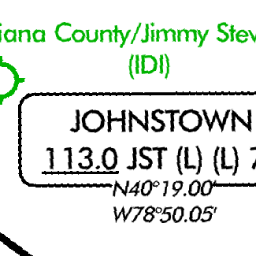 iana County/Jimmy Stev
(IDI)
JOHNSTOWN
113.0 JST (L) (L) 7
N40°19.00'
W78°50.05'